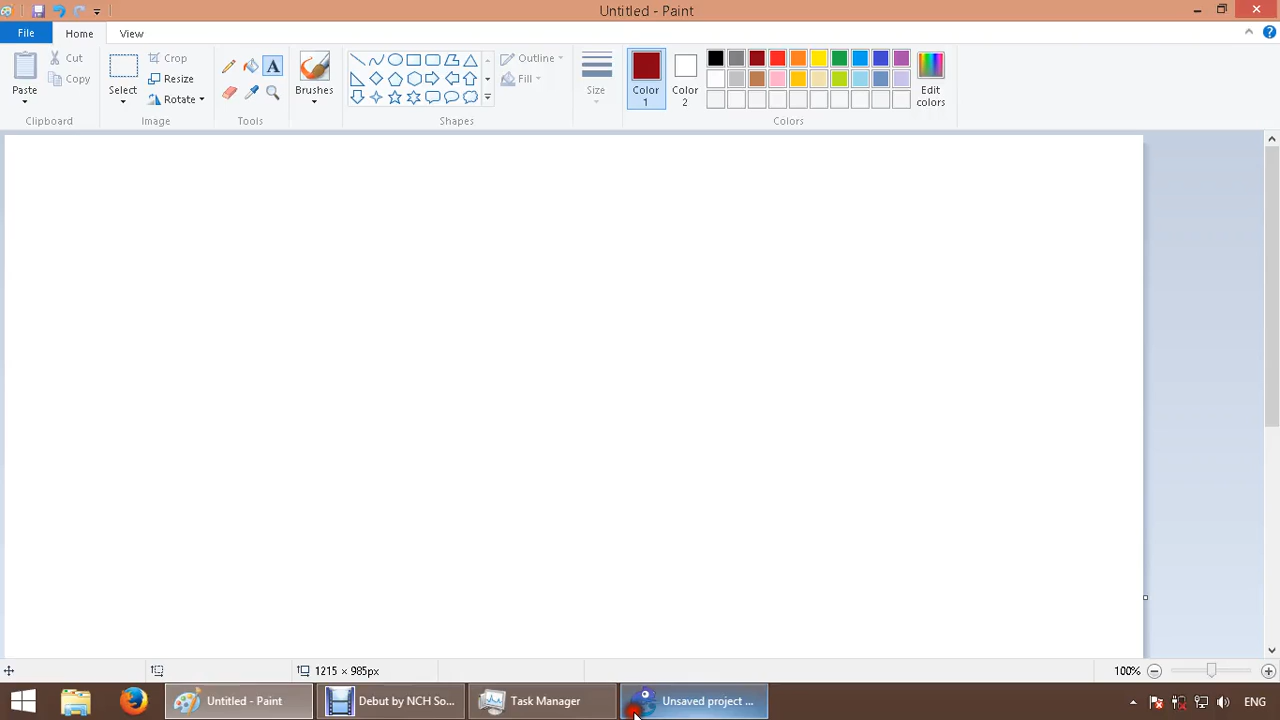 Untitled - Paint
File
Home
View
Paste
Cut
Copy
Clipboard
Select
Crop
Resize
Rotate
Image
A
Tools
Brushes
Shapes
Outline
Fill
Size
Color 1
Color 2
Edit colors
Colors
1215 × 985px
100%
Untitled - Paint
Debut by NCH So...
Task Manager
Unsaved project ...
ENG